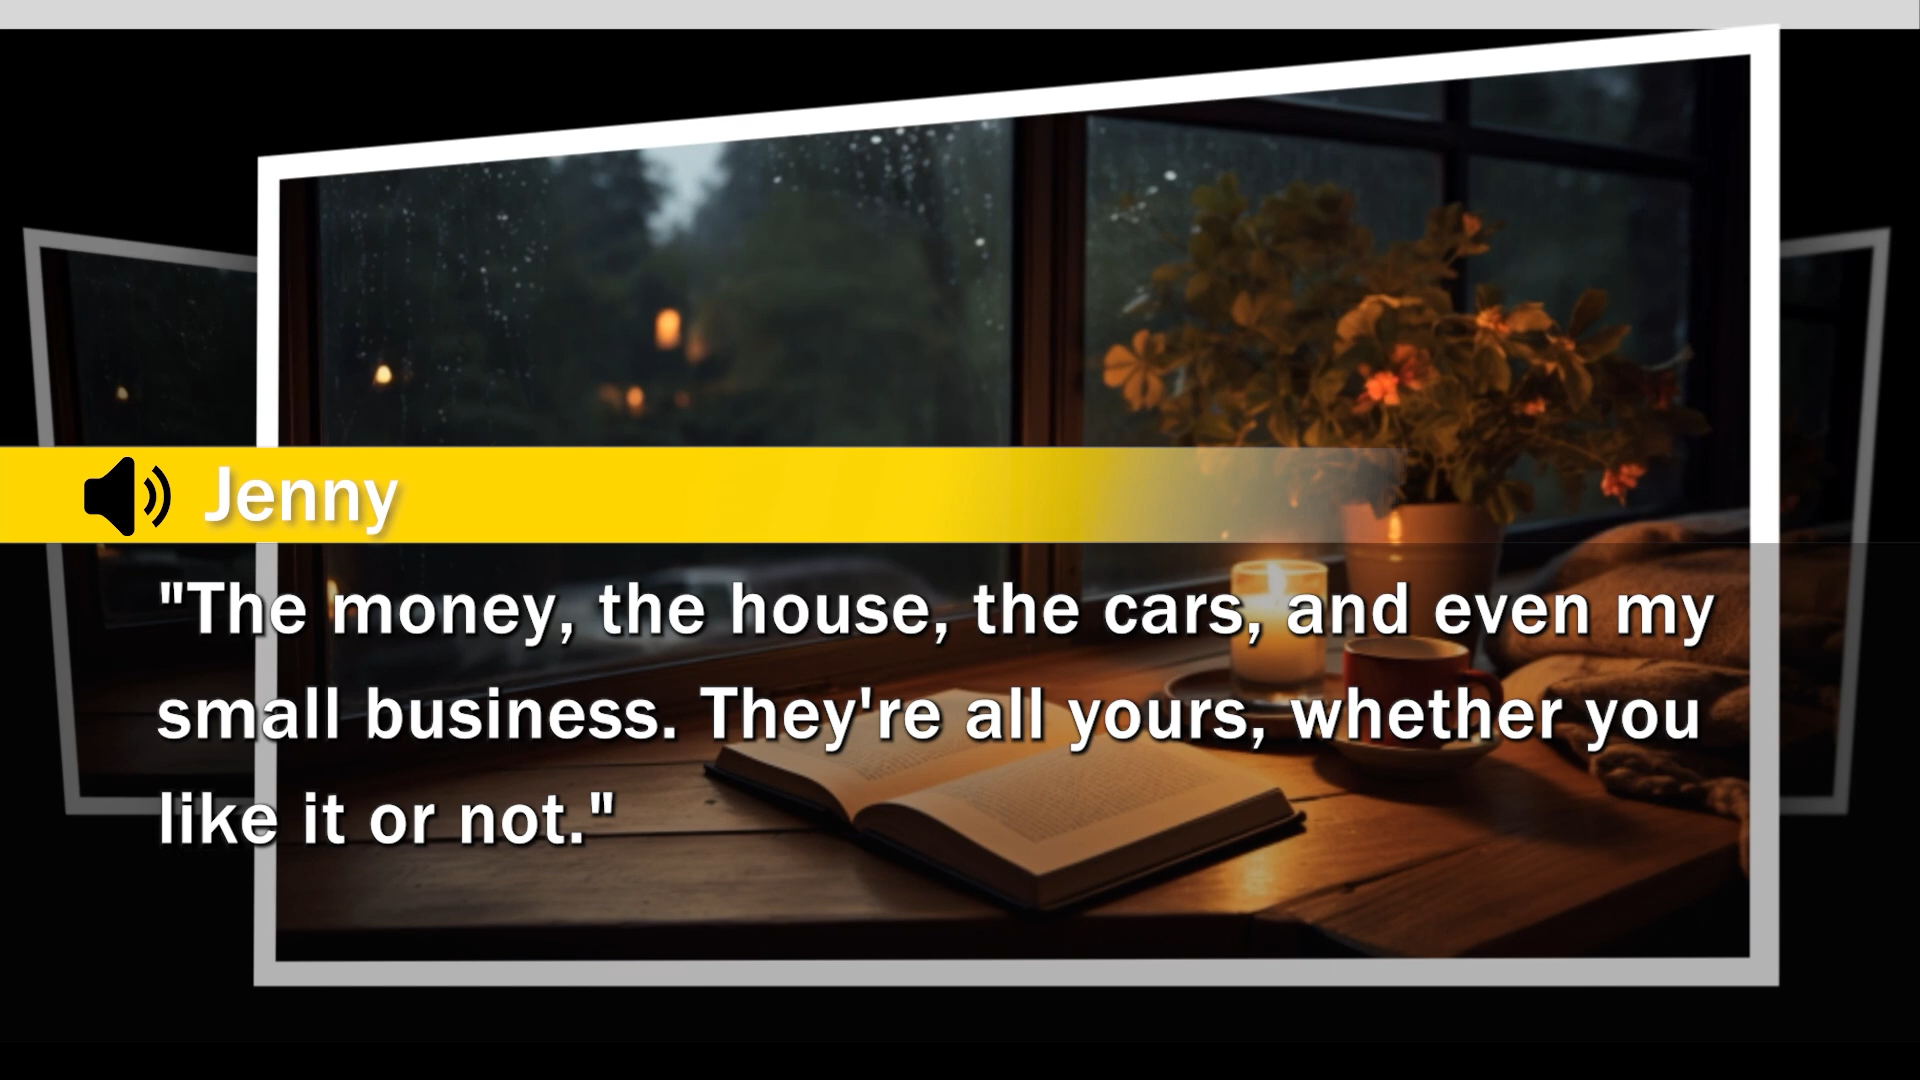 Jenny
"The money, the house, the cars, and even my
small business. They're all yours, whether you
like it or not."